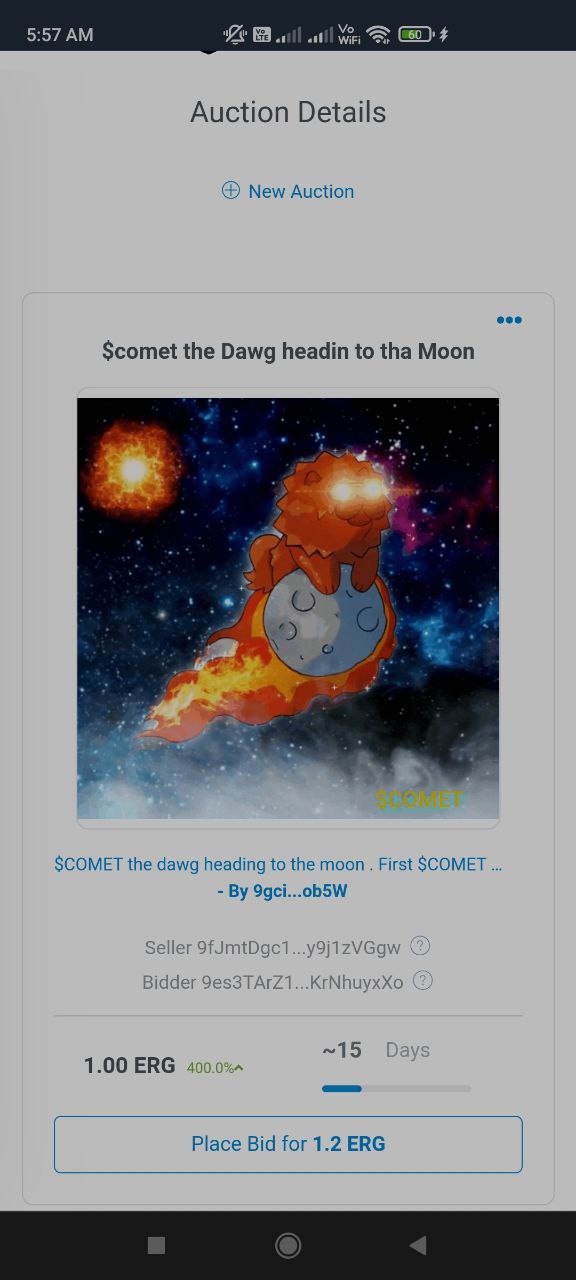 5:57 AM
Vo LTE
Vo WiFi
60
Auction Details
New Auction
$comet the Dawg headin to tha Moon
$COMET
$COMET the dawg heading to the moon . First $COMET ...
- By 9gci...ob5W
Seller 9fJmtDgc1...y9j1zVGgw ?
Bidder 9es3TArZ1...KrNhuyxXo ?
1.00 ERG 400.0%
~15 Days
Place Bid for 1.2 ERG